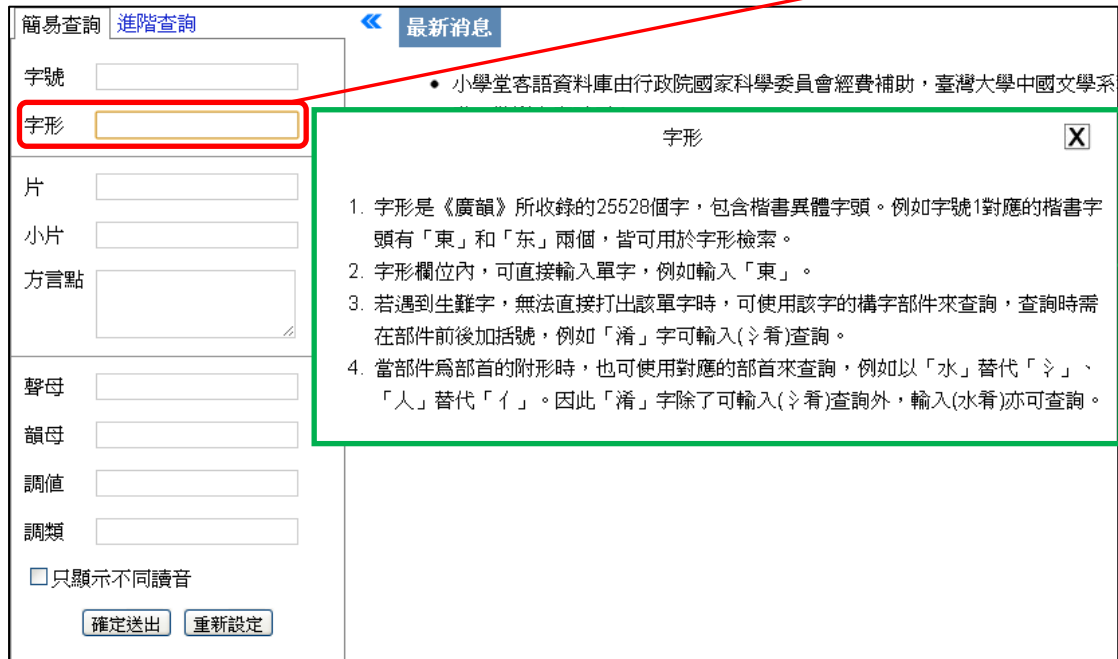 簡易查詢 進階查詢
字號
字形
片
小片
方言點
聲母
韻母
調值
調類
只顯示不同讀音
確定送出 重新設定
«
最新消息
• 小學堂客語資料庫由行政院國家科學委員會經費補助，臺灣大學中國文學系
字形
X
1. 字形是《廣韻》所收錄的25528個字，包含楷書異體字頭。例如字號1對應的楷書字
頭有「東」和「东」兩個，皆可用於字形檢索。
2. 字形欄位內，可直接輸入單字，例如輸入「東」。
3. 若遇到生難字，無法直接打出該單字時，可使用該字的構字部件來查詢，查詢時需
在部件前後加括號，例如「淆」字可輸入(氵肴)查詢。
4. 當部件為部首的附形時，也可使用對應的部首來查詢，例如以「水」替代「氵」、
「人」替代「亻」。因此「淆」字除了可輸入(氵肴)查詢外，輸入(水肴)亦可查詢。